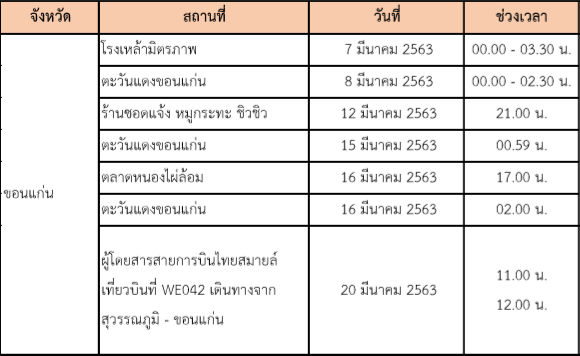 จังหวัด สถานที่ วันที่ ช่วงเวลา
โรงเหล้ามิตรภาพ 7 มีนาคม 2563 00.00 - 03.30 น.
ตะวันแดงขอนแก่น 8 มีนาคม 2563 00.00 - 02.30 น.
ร้านซอดแจ้ง หมูกระทะ ชิวชิว 12 มีนาคม 2563 21.00 น.
ตะวันแดงขอนแก่น 15 มีนาคม 2563 00.59 น.
ตลาดหนองไผ่ล้อม 16 มีนาคม 2563 17.00 น.
ขอนแก่น
ตะวันแดงขอนแก่น 16 มีนาคม 2563 02.00 น.
ผู้โดยสารสายการบินไทยสมายล์
เที่ยวบินที่ WE042 เดินทางจาก
สุวรรณภูมิ - ขอนแก่น
20 มีนาคม 2563
11.00 น.
12.00 น.